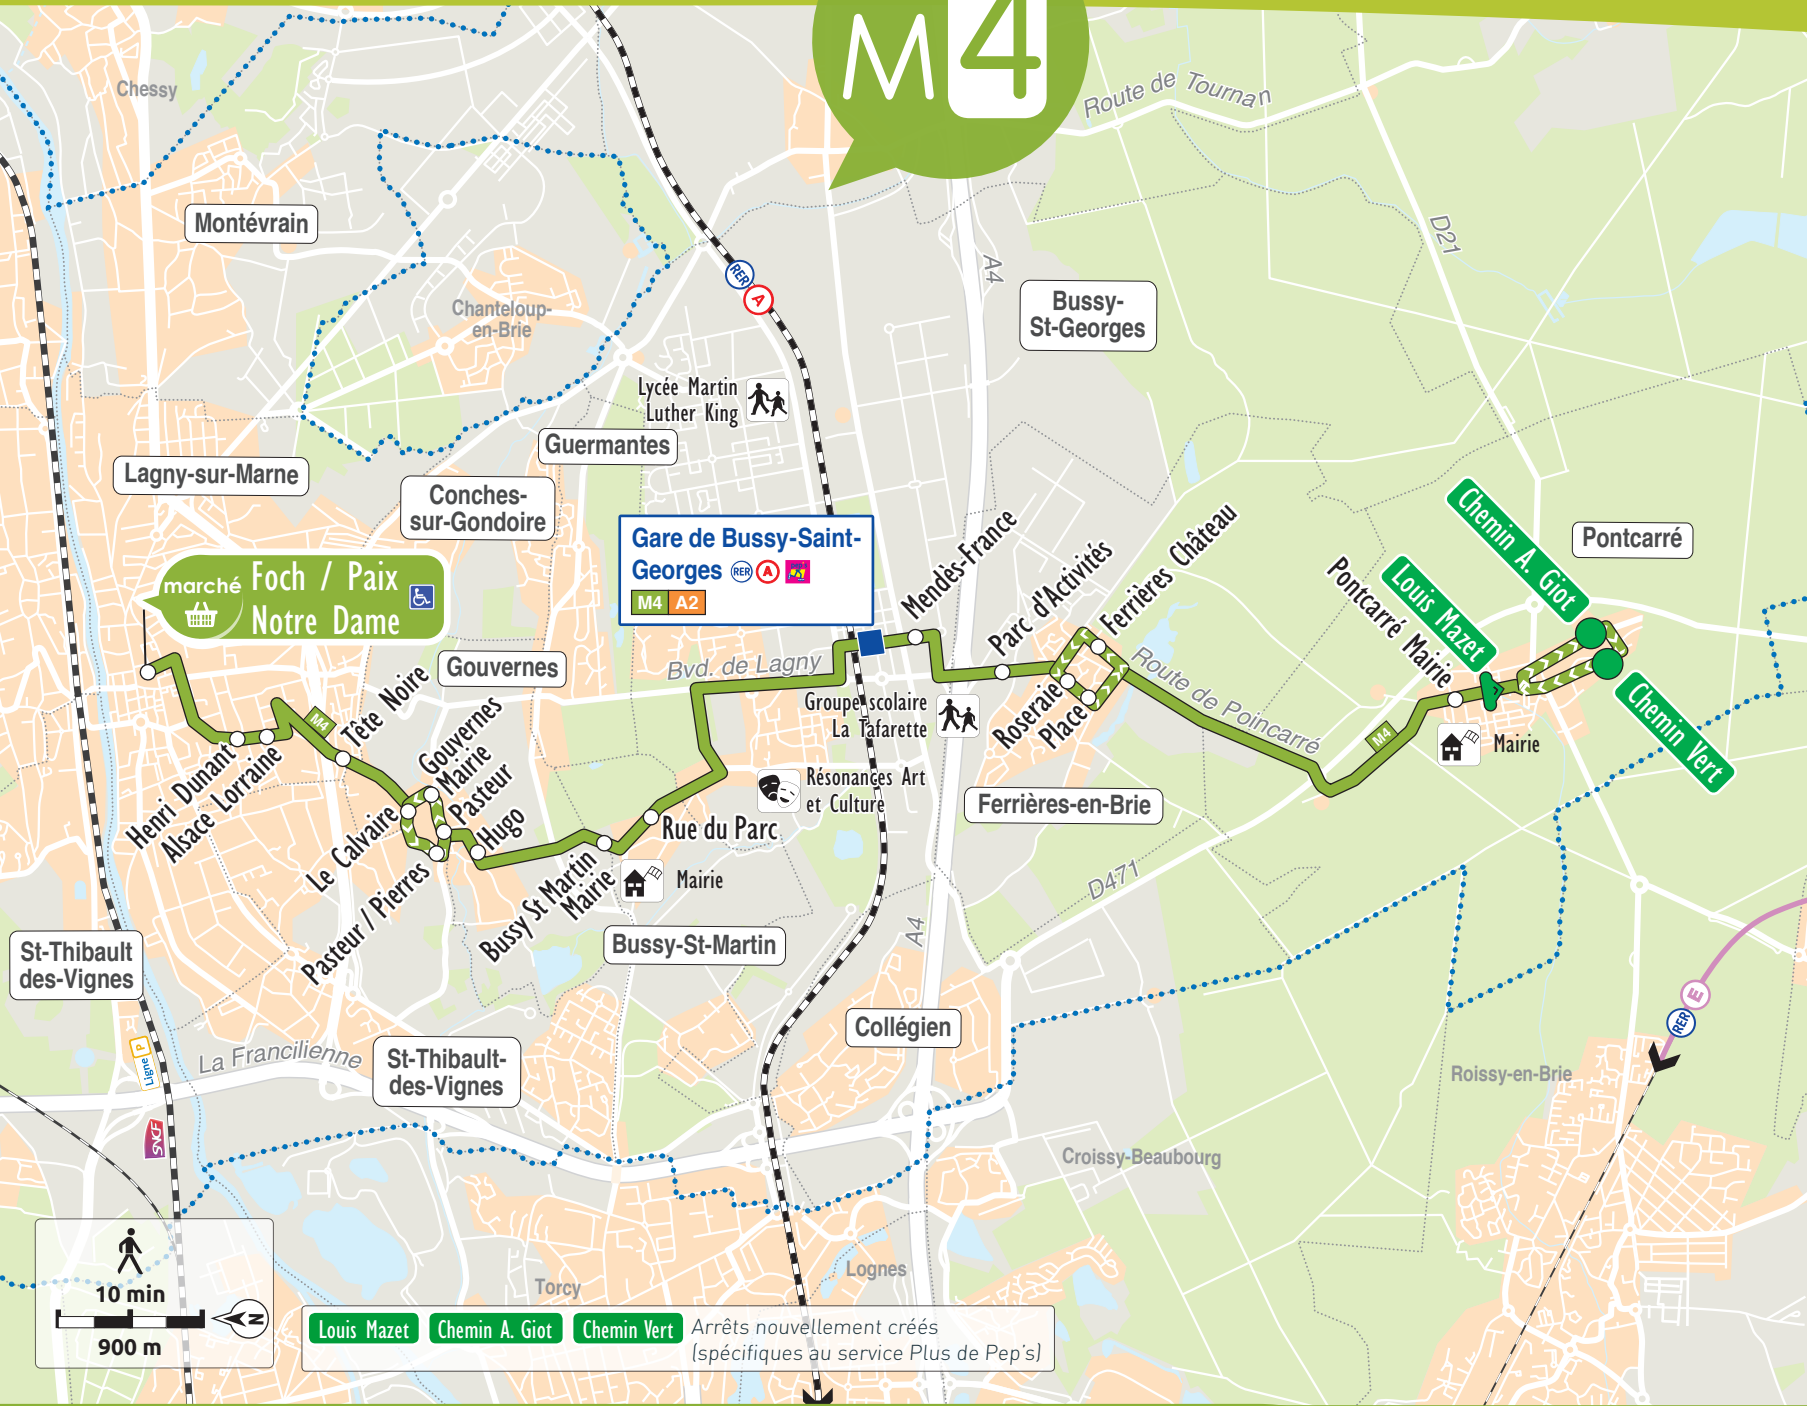 M4
Chessy
Route de Tournan
Montévrain
D21
A4
RER
A
Chanteloup-
en-Brie
Bussy-
St-Georges
Lycée Martin
Luther King
Guermantes
Lagny-sur-Marne
Conches-
sur-Gondoire
Gare de Bussy-Saint-
Georges RER A
M4 A2
Mendès-France
Parc d'Activités
Ferrières Château
Pontcarré Mairie
Louis Mazet
Chemin A. Giot
Pontcarré
marché
Foch / Paix
Notre Dame
Gouvernes
Bvd. de Lagny
M4
Tête Noire
Gouvernes
Mairie
Pasteur
Hugo
Henri Dunant
Alsace Lorraine
Le Calvaire
Pasteur / Pierres
Groupe scolaire
La Tafarette
Roseraie
Place
Route de Poincarré
M4
Mairie
Chemin Vert
Résonances Art
et Culture
Ferrières-en-Brie
Rue du Parc
Bussy St Martin
Mairie
Mairie
D471
A4
St-Thibault
des-Vignes
Bussy-St-Martin
Collégien
E
RER
Ligne P
La Francilienne
St-Thibault-
des-Vignes
Roissy-en-Brie
SNCF
Croissy-Beaubourg
Torcy
Lognes
10 min
900 m
N
Louis Mazet Chemin A. Giot Chemin Vert Arrêts nouvellement créés
(spécifiques au service Plus de Pep's)